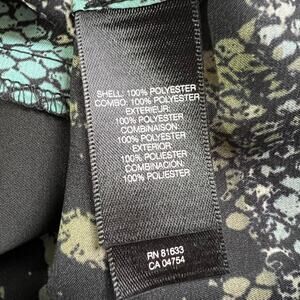 SHELL: 100% POLYESTER
COMBO: 100% POLYESTER
EXTERIEUR:
100% POLYESTER
COMBINAISON:
100% POLYESTER
EXTERIOR:
100% POLIESTER
COMBINACIÓN:
100% POLIESTER
RN 81633
CA 04754